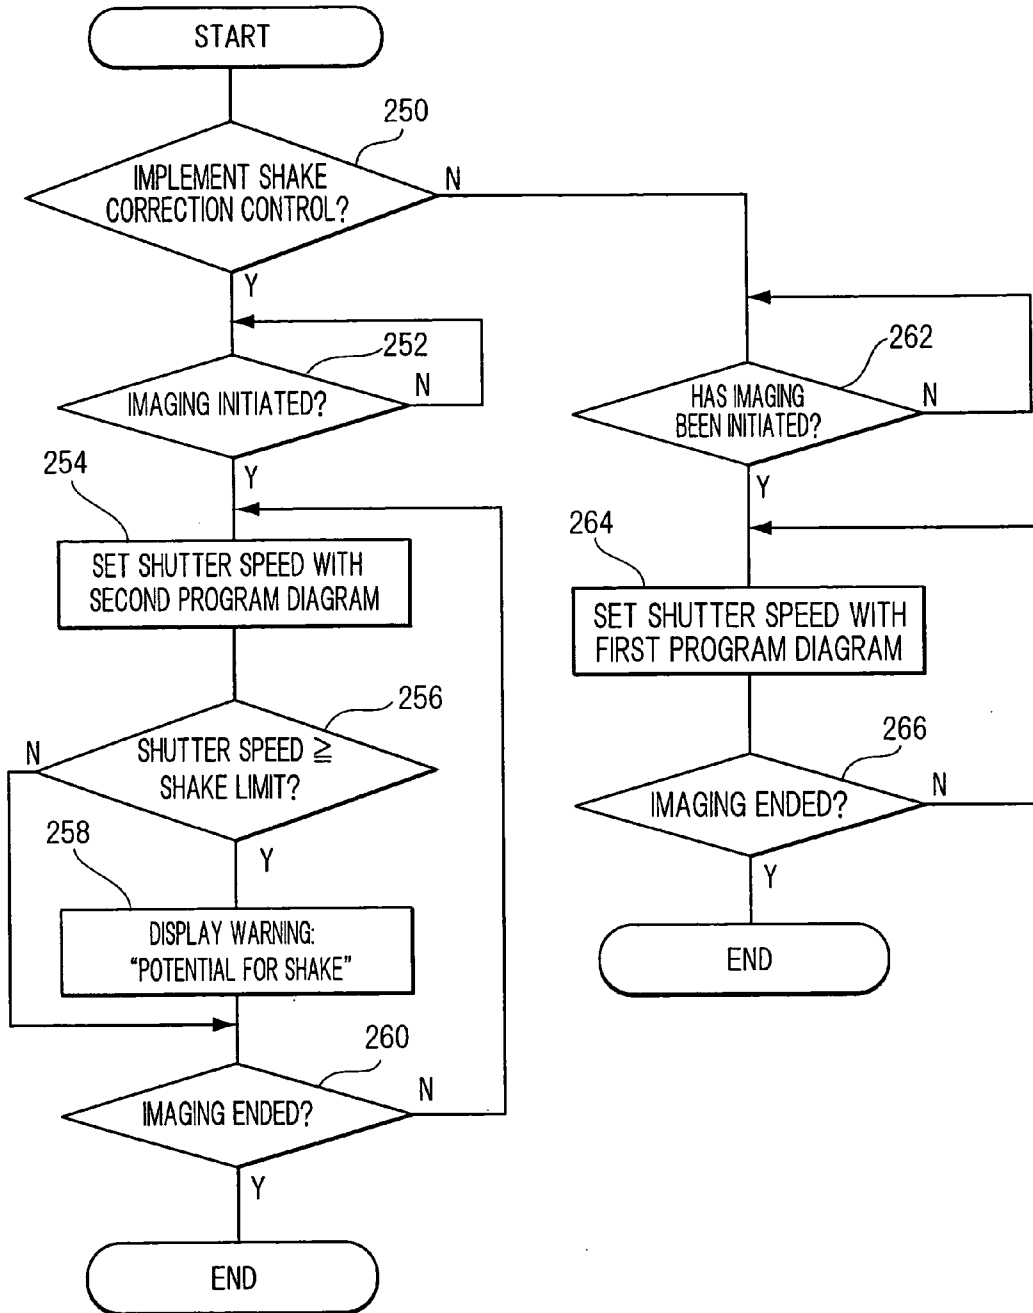 START
250
IMPLEMENT SHAKE
CORRECTION CONTROL?
N
Y
252
IMAGING INITIATED?
N
Y
254
SET SHUTTER SPEED WITH
SECOND PROGRAM DIAGRAM
256
SHUTTER SPEED ≧
SHAKE LIMIT?
N
Y
258
DISPLAY WARNING:
"POTENTIAL FOR SHAKE"
260
IMAGING ENDED?
N
Y
END
262
HAS IMAGING
BEEN INITIATED?
N
Y
264
SET SHUTTER SPEED WITH
FIRST PROGRAM DIAGRAM
266
IMAGING ENDED?
N
Y
END